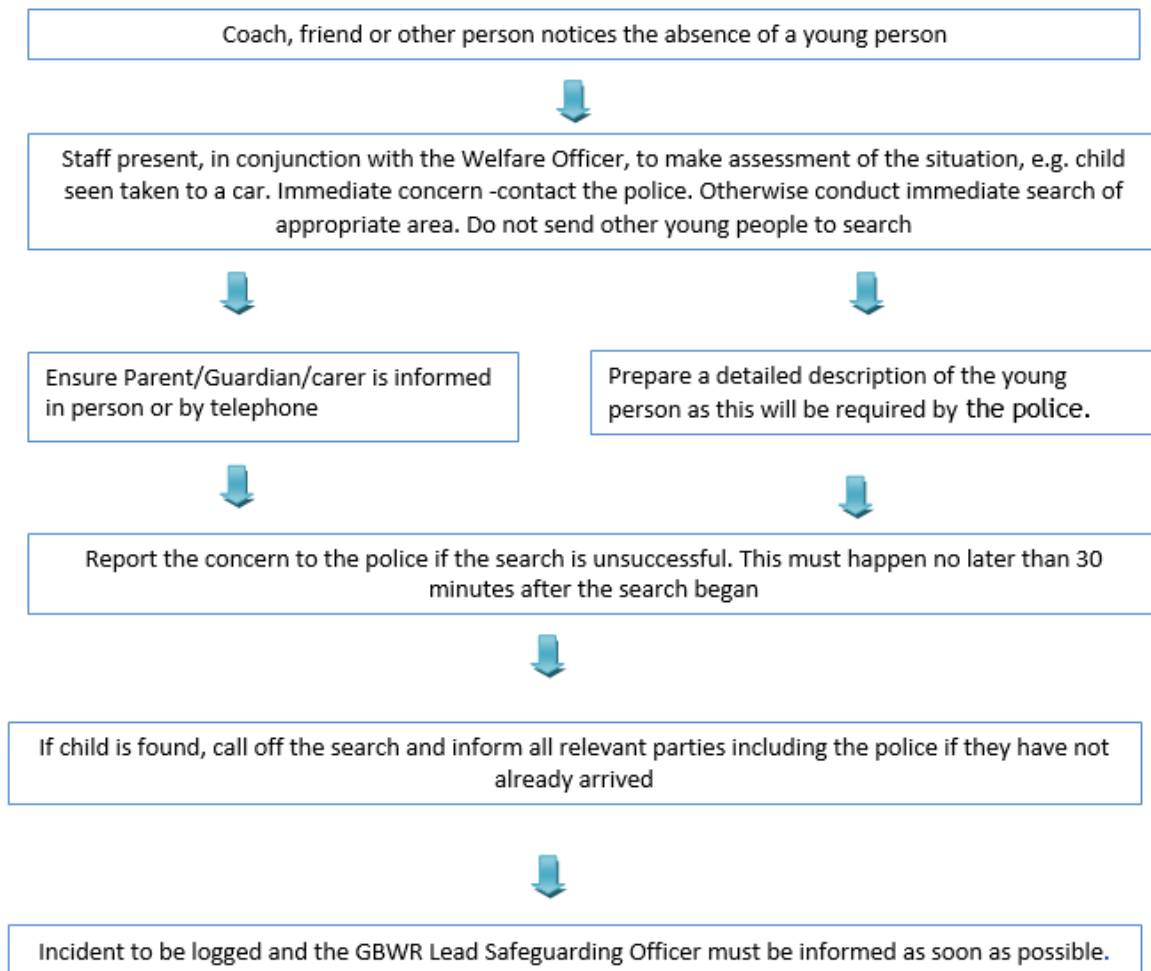 Coach, friend or other person notices the absence of a young person
Staff present, in conjunction with the Welfare Officer, to make assessment of the situation, e.g. child
seen taken to a car. Immediate concern -contact the police. Otherwise conduct immediate search of
appropriate area. Do not send other young people to search
Ensure Parent/Guardian/carer is informed
in person or by telephone
Prepare a detailed description of the young
person as this will be required by the police.
Report the concern to the police if the search is unsuccessful. This must happen no later than 30
minutes after the search began
If child is found, call off the search and inform all relevant parties including the police if they have not
already arrived
Incident to be logged and the GBWR Lead Safeguarding Officer must be informed as soon as possible.